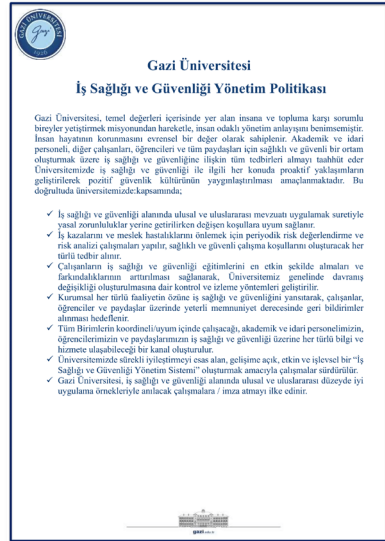 GAZİ ÜNİVERSİTESİ
Gazi
1926
Gazi Üniversitesi
İş Sağlığı ve Güvenliği Yönetim Politikası
Gazi Üniversitesi, temel değerleri içerisinde yer alan insana ve topluma karşı sorumlu
bireyler yetiştirmek misyonundan hareketle, insan odaklı yönetim anlayışını benimsemiştir.
İnsan hayatının korunmasını evrensel bir değer olarak sahiplenir. Akademik ve idari
personeli, diğer çalışanları, öğrencileri ve tüm paydaşları için sağlıklı ve güvenli bir ortam
oluşturmak üzere iş sağlığı ve güvenliğine ilişkin tüm tedbirleri almayı taahhüt eder
Üniversitemizde iş sağlığı ve güvenliği ile ilgili her konuda proaktif yaklaşımların
geliştirilerek pozitif güvenlik kültürünün yaygınlaştırılması amaçlanmaktadır. Bu
doğrultuda üniversitemizde;kapsamında;
✓ İş sağlığı ve güvenliği alanında ulusal ve uluslararası mevzuatı uygulamak suretiyle
yasal zorunluluklar yerine getirilirken değişen koşullara uyum sağlanır.
✓ İş kazalarını ve meslek hastalıklarını önlemek için periyodik risk değerlendirme ve
risk analizi çalışmaları yapılır, sağlıklı ve güvenli çalışma koşullarını oluşturacak her
türlü tedbir alınır.
✓ Çalışanların iş sağlığı ve güvenliği eğitimlerini en etkin şekilde almaları ve
farkındalıklarının arttırılması sağlanarak, Üniversitemiz genelinde davranış
değişikliği oluşturulmasına dair kontrol ve izleme yöntemleri geliştirilir.
✓ Kurumsal her türlü faaliyetin özüne iş sağlığı ve güvenliğini yansıtarak, çalışanlar,
öğrenciler ve paydaşlar üzerinde yeterli memnuniyet derecesinde geri bildirimler
alınması hedeflenir.
✓ Tüm Birimlerin koordineli/uyum içinde çalışacağı, akademik ve idari personelimizin,
öğrencilerimizin ve paydaşlarımızın iş sağlığı ve güvenliği üzerine her türlü bilgi ve
hizmete ulaşabileceği bir kanal oluşturulur.
✓ Üniversitemizde sürekli iyileştirmeyi esas alan, gelişime açık, etkin ve işlevsel bir “İş
Sağlığı ve Güvenliği Yönetim Sistemi” oluşturmak amacıyla çalışmalar sürdürülür.
✓ Gazi Üniversitesi, iş sağlığı ve güvenliği alanında ulusal ve uluslararası düzeyde iyi
uygulama örnekleriyle anılacak çalışmalara / imza atmayı ilke edinir.
gazi.edu.tr